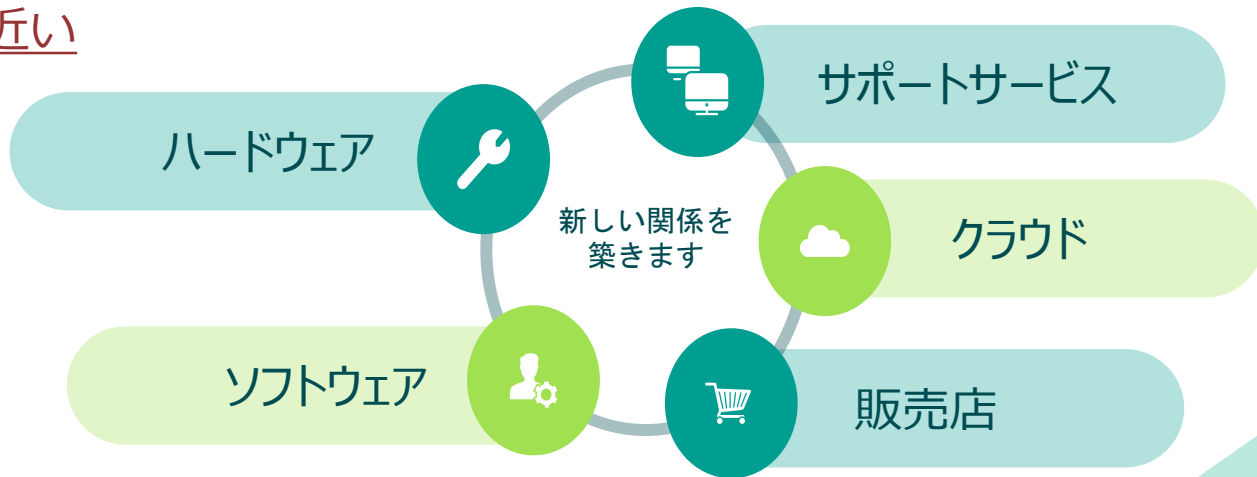 近い
サポートサービス
ハードウェア
新しい関係を
築きます
クラウド
ソフトウェア
販売店